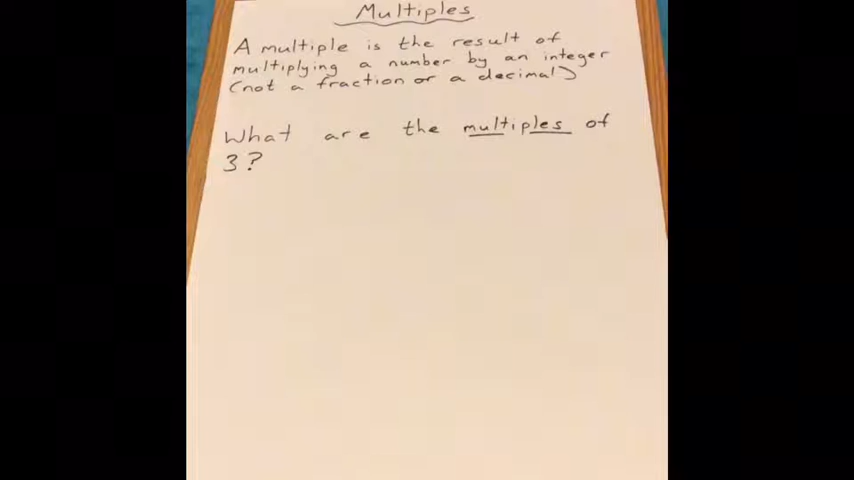 Multiples
A multiple is the result of
multiplying a number by an integer
(not a fraction or a decimal)
What are the multiples of
3?